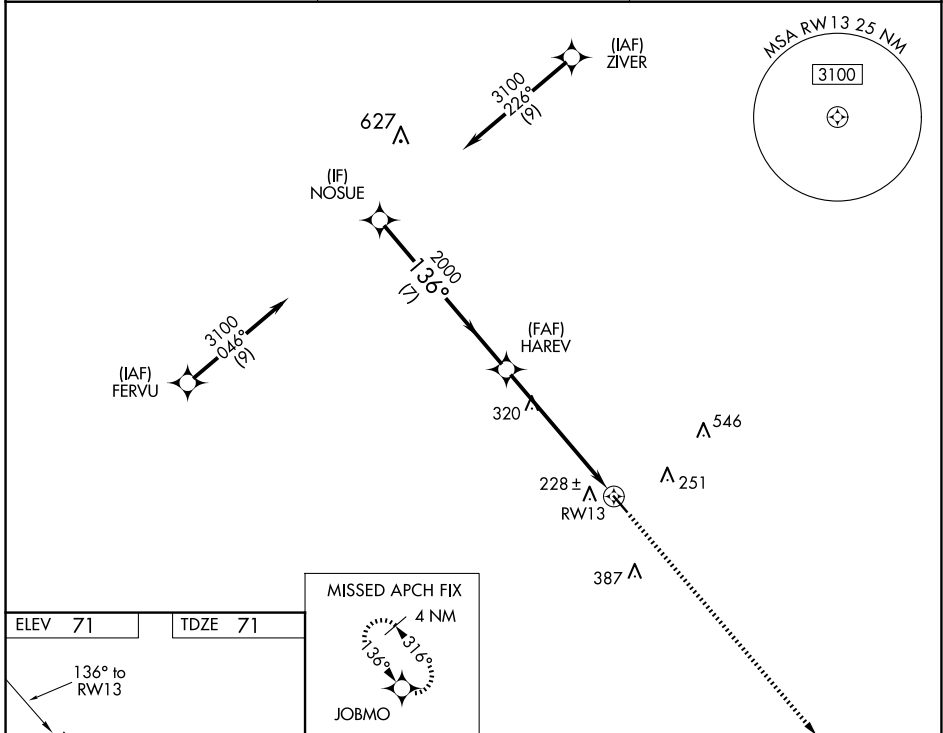 MSA RW13 25 NM
3100
(IAF)
ZIVER
3100
226°
(9)
627
(IF)
NOSUE
2000
136°
(7)
(FAF)
HAREV
3100
046°
(9)
(IAF)
FERVU
320
546
251
228 ±
RW13
387
MISSED APCH FIX
4 NM
316°
136°
JOBMO
ELEV 71
TDZE 71
136° to
RW13